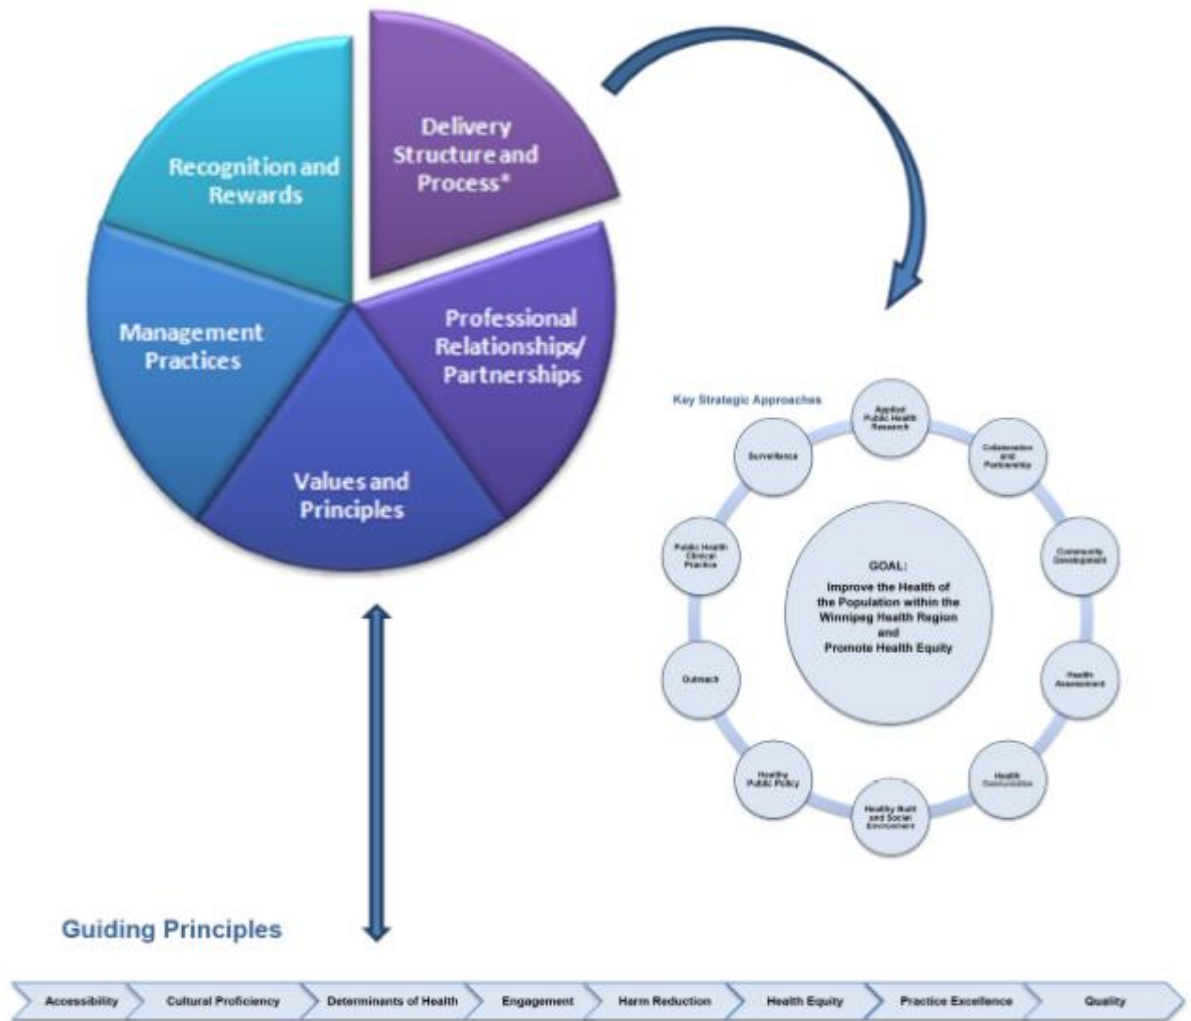 Delivery
Structure and
Process*
Recognition and
Rewards
Professional
Relationships/
Partnerships
Management
Practices
Values and
Principles
Key Strategic Approaches
Applied
Public Health
Research
Collaboration
and
Partnership
Surveillance
Public Health
Clinical
Practice
Community
Development
GOAL:
Improve the Health of
the Population within the
Winnipeg Health Region
and
Promote Health Equity
Outreach
Health
Assessment
Healthy
Public Policy
Health
Communication
Healthy Built
and Social
Environment
Guiding Principles
Accessibility
Cultural Proficiency
Determinants of Health
Engagement
Harm Reduction
Health Equity
Practice Excellence
Quality